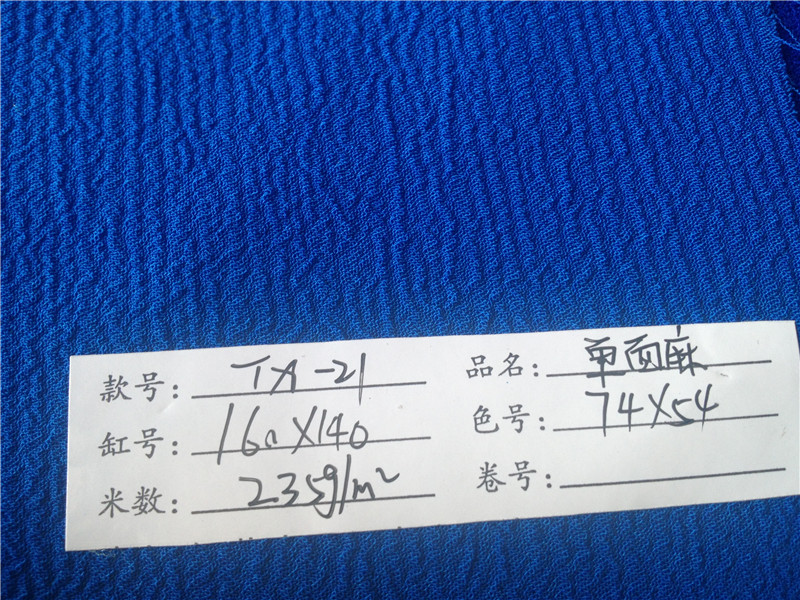 款号: TX-21 品名: 单面麻
缸号: 160X140 色号: 74X54
米数: 235g/m² 卷号: